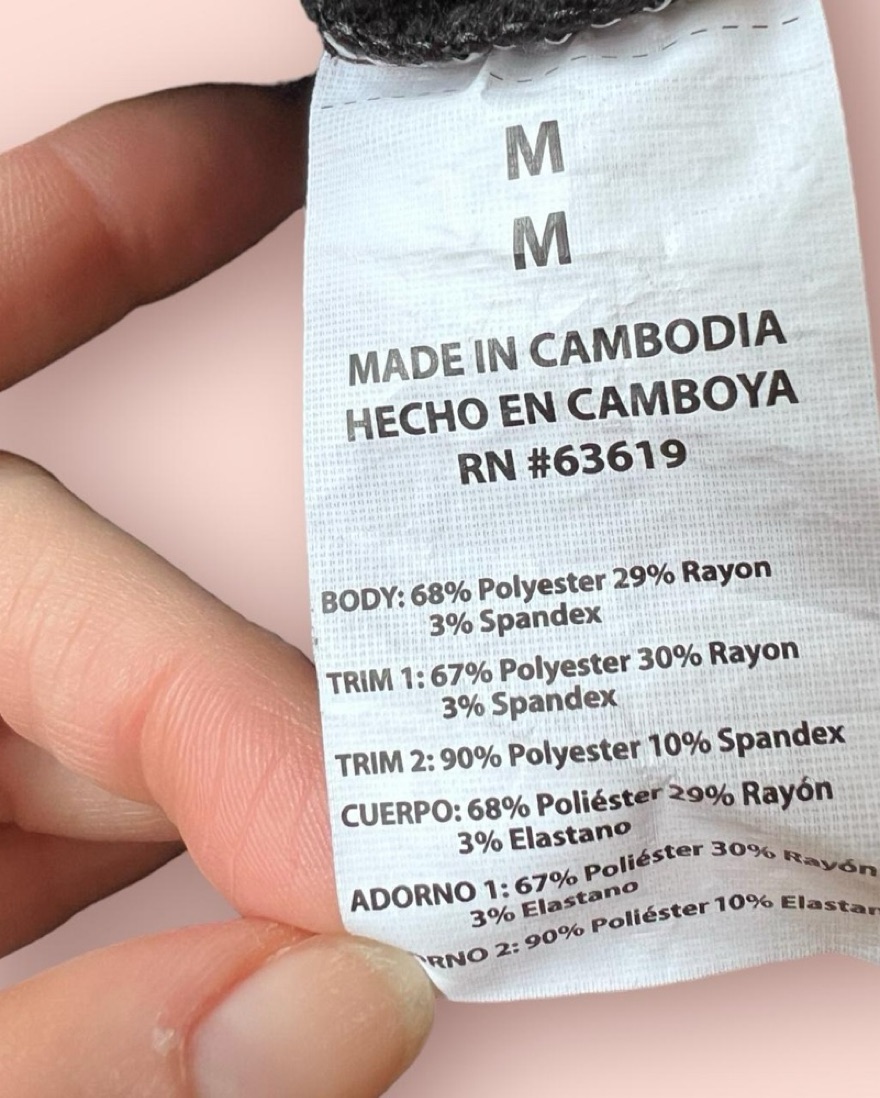 M
M
MADE IN CAMBODIA
HECHO EN CAMBOYA
RN #63619
BODY: 68% Polyester 29% Rayon
3% Spandex
TRIM 1: 67% Polyester 30% Rayon
3% Spandex
TRIM 2: 90% Polyester 10% Spandex
CUERPO: 68% Poliéster 29% Rayón
3% Elastano
ADORNO 1: 67% Poliéster 30% Rayón
3% Elastano
2: 90% Poliéster 10%